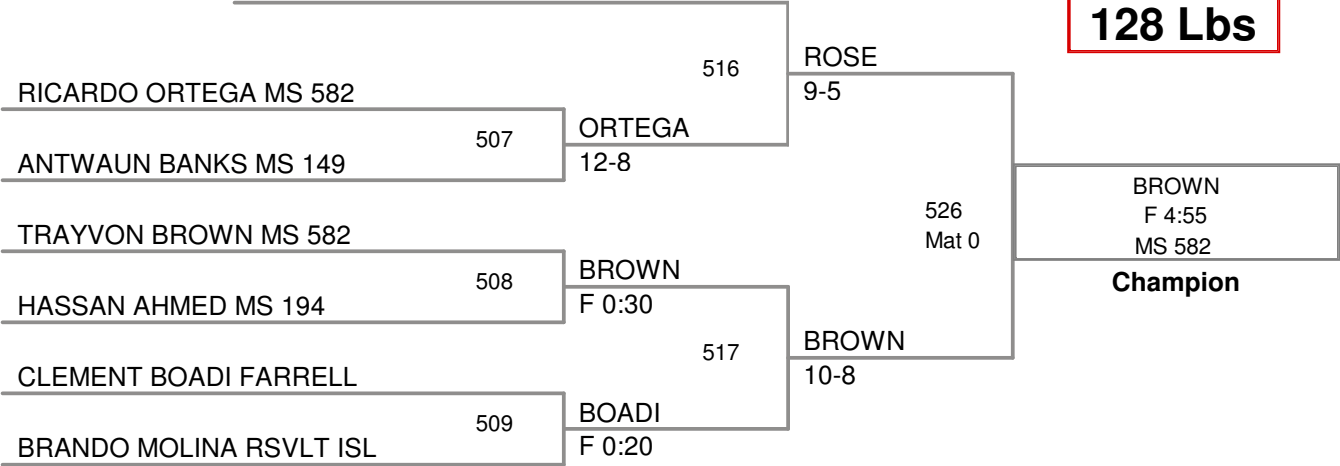 128 Lbs
516
ROSE
9-5
RICARDO ORTEGA MS 582
507
ORTEGA
12-8
ANTWAUN BANKS MS 149
526
Mat 0
BROWN
F 4:55
MS 582
Champion
TRAYVON BROWN MS 582
508
BROWN
F 0:30
HASSAN AHMED MS 194
517
BROWN
10-8
CLEMENT BOADI FARRELL
509
BOADI
F 0:20
BRANDO MOLINA RSVLT ISL